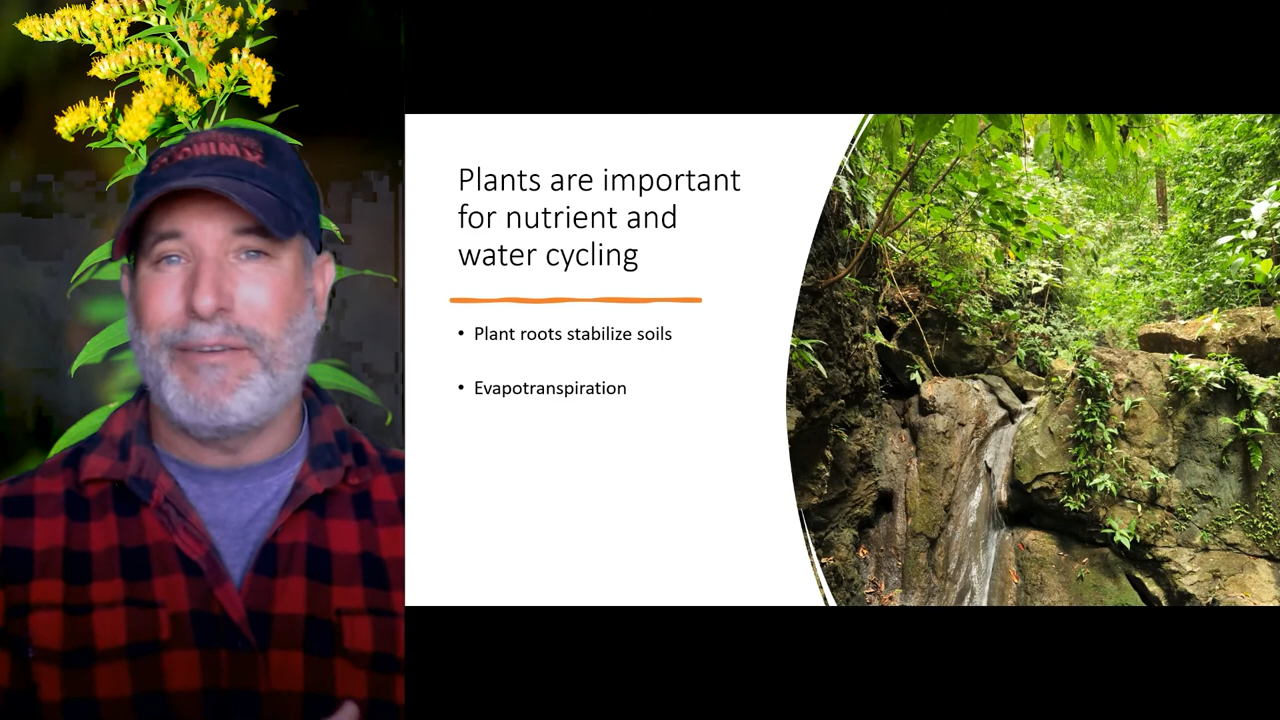 Plants are important
for nutrient and
water cycling
• Plant roots stabilize soils
• Evapotranspiration